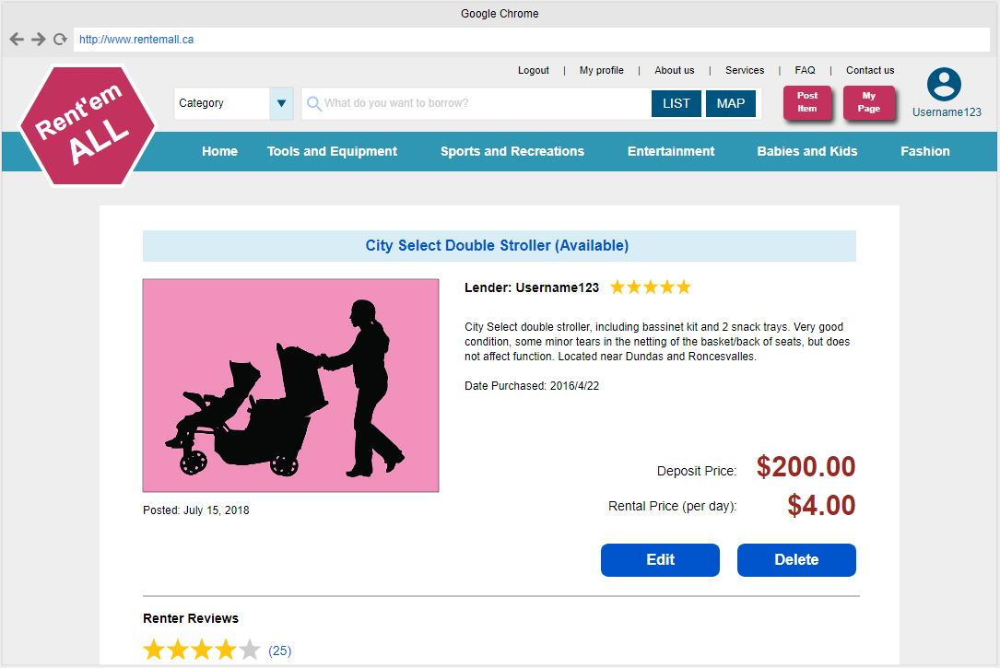 Google Chrome
http://www.rentemall.ca
Logout | My profile | About us | Services | FAQ | Contact us
Rent'em
ALL
Category
What do you want to borrow?
LIST
MAP
Post
Item
My
Page
Username123
Home
Tools and Equipment
Sports and Recreations
Entertainment
Babies and Kids
Fashion
City Select Double Stroller (Available)
Lender: Username123
City Select double stroller, including bassinet kit and 2 snack trays. Very good
condition, some minor tears in the netting of the basket/back of seats, but does
not affect function. Located near Dundas and Roncesvalles.
Date Purchased: 2016/4/22
Deposit Price: $200.00
Rental Price (per day): $4.00
Posted: July 15, 2018
Edit
Delete
Renter Reviews
(25)